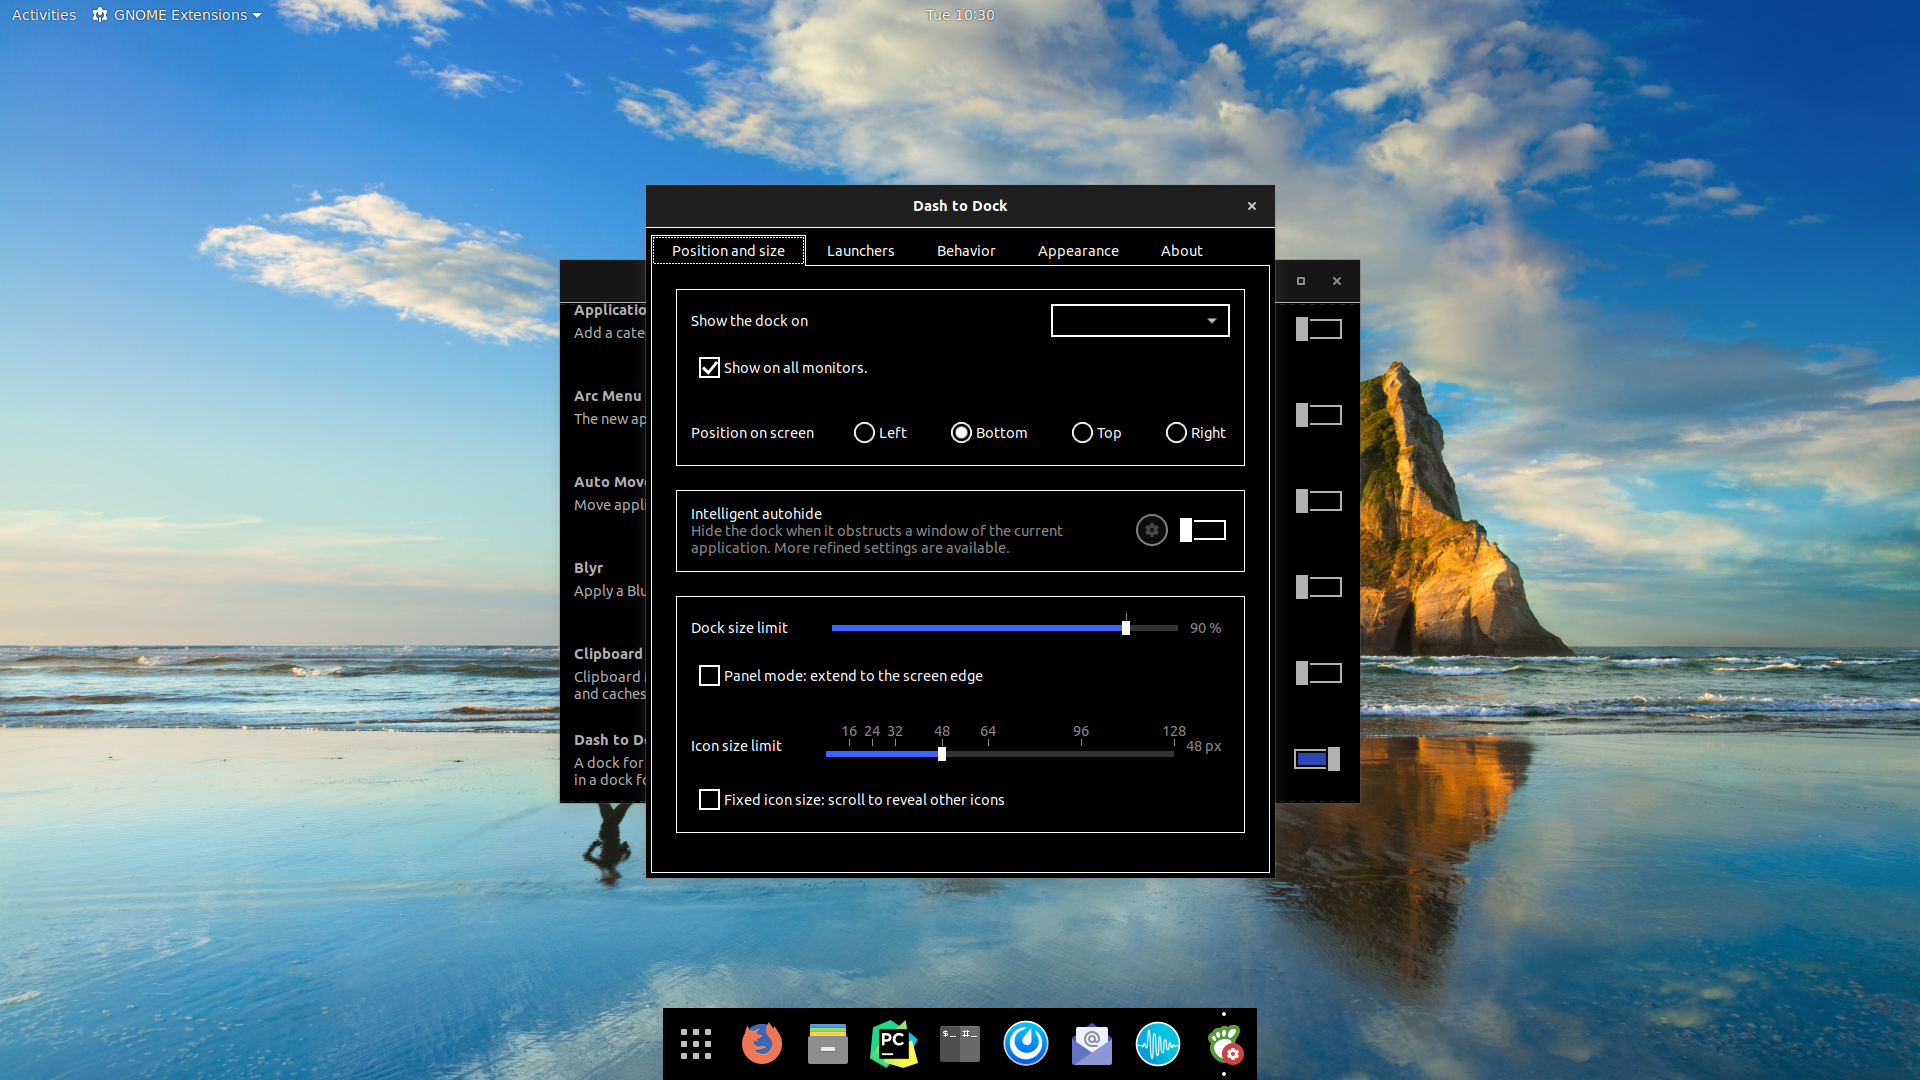 Activities
GNOME Extensions
Tue 10:30
Dash to Dock
Position and size
Launchers
Behavior
Appearance
About
Show the dock on
Show on all monitors.
Position on screen
Left
Bottom
Top
Right
Intelligent autohide
Hide the dock when it obstructs a window of the current
application. More refined settings are available.
Dock size limit
90 %
Panel mode: extend to the screen edge
16 24 32 48 64 96 128
Icon size limit
48 px
Fixed icon size: scroll to reveal other icons
Applicatio
Add a cate
Arc Menu
The new ap
Auto Mov
Move appli
Blyr
Apply a Blu
Clipboard
Clipboard
and caches
Dash to D
A dock for
in a dock fo
PC
$_ #_
@